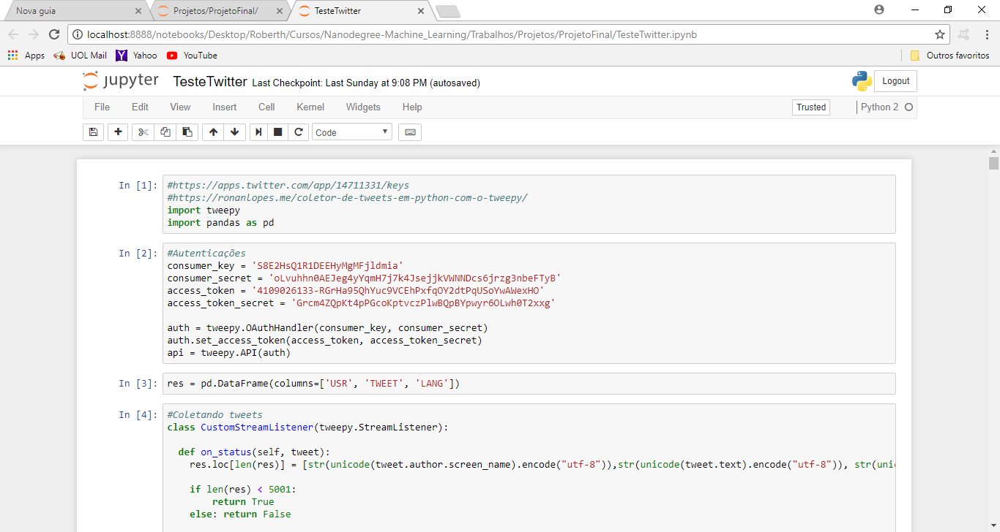 Nova guia
Projetos/ProjetoFinal/
TesteTwitter
localhost:8888/notebooks/Desktop/Roberth/Cursos/Nanodegree-Machine_Learning/Trabalhos/Projetos/ProjetoFinal/TesteTwitter.ipynb
Apps UOL Mail Yahoo YouTube Outros favoritos
jupyter TesteTwitter Last Checkpoint: Last Sunday at 9:08 PM (autosaved) Logout
File Edit View Insert Cell Kernel Widgets Help Trusted Python 2
Code
In [1]: #https://apps.twitter.com/app/14711331/keys
#https://ronanlopes.me/coletor-de-tweets-em-python-com-o-tweepy/
import tweepy
import pandas as pd
In [2]: #Autenticações
consumer_key = 'S8E2HsQ1R1DEEHyMgMFjldmia'
consumer_secret = 'oLvuhhn0AEJeg4yYqmH7j7k4JsejjkVWNNDcs6jrzg3nbeFTyB'
access_token = '4109026133-RGrHa95QhYuc9VCEhPxfqOY2dtPqUSoYwAWexHO'
access_token_secret = 'Grcm4ZQpKt4pPGcoKptvczPlwBQpBYpwyr6OLwh0T2xxg'
auth = tweepy.OAuthHandler(consumer_key, consumer_secret)
auth.set_access_token(access_token, access_token_secret)
api = tweepy.API(auth)
In [3]: res = pd.DataFrame(columns=['USR', 'TWEET', 'LANG'])
In [4]: #Coletando tweets
class CustomStreamListener(tweepy.StreamListener):
def on_status(self, tweet):
res.loc[len(res)] = [str(unicode(tweet.author.screen_name).encode("utf-8")),str(unicode(tweet.text).encode("utf-8")), str(uni
if len(res) < 5001:
return True
else: return False